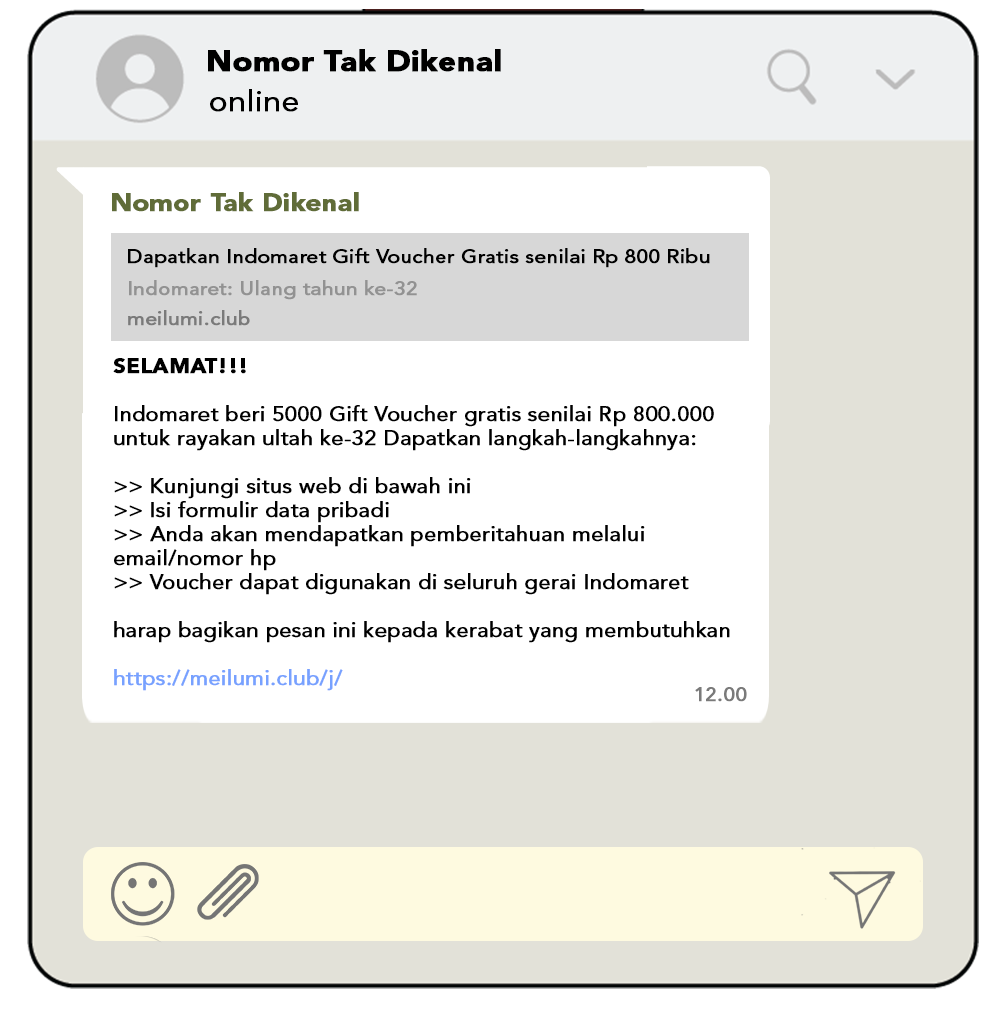 Nomor Tak Dikenal
online
Nomor Tak Dikenal
Dapatkan Indomaret Gift Voucher Gratis senilai Rp 800 Ribu
Indomaret: Ulang tahun ke-32
meilumi.club
SELAMAT!!!
Indomaret beri 5000 Gift Voucher gratis senilai Rp 800.000
untuk rayakan ultah ke-32 Dapatkan langkah-langkahnya:
>> Kunjungi situs web di bawah ini
>> Isi formulir data pribadi
>> Anda akan mendapatkan pemberitahuan melalui
email/nomor hp
>> Voucher dapat digunakan di seluruh gerai Indomaret
harap bagikan pesan ini kepada kerabat yang membutuhkan
https://meilumi.club/j/
12.00